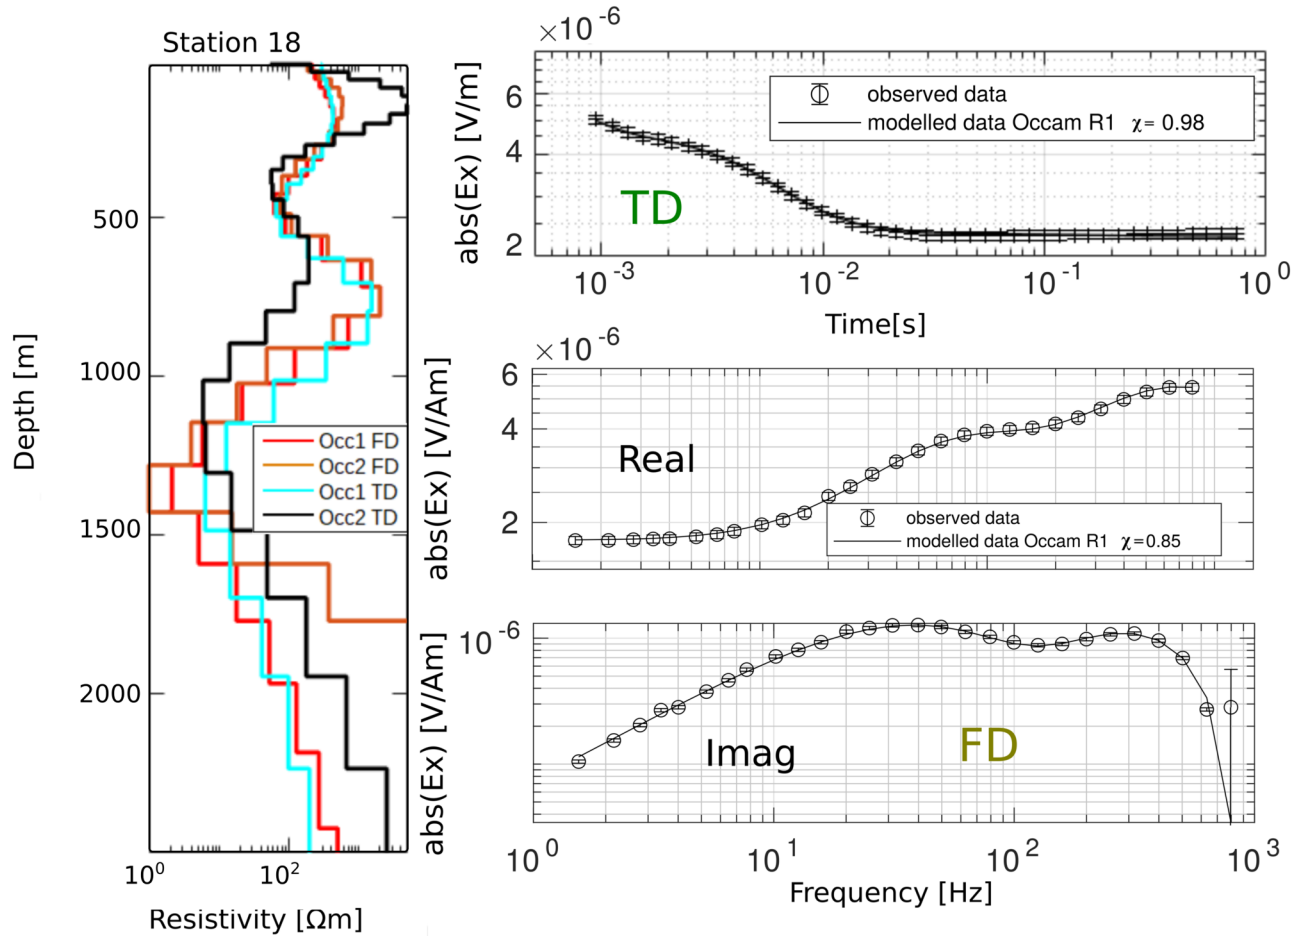 Station 18
Depth [m]
500
1000
1500
2000
Occ1 FD
Occ2 FD
Occ1 TD
Occ2 TD
10^0
10^2
Resistivity [Ωm]
×10^-6
abs(Ex) [V/m]
6
4
2
observed data
modelled data Occam R1 χ= 0.98
TD
10^-3
10^-2
10^-1
10^0
Time[s]
×10^-6
abs(Ex) [V/Am]
6
4
2
Real
observed data
modelled data Occam R1 χ=0.85
abs(Ex) [V/Am]
10^-6
Imag
FD
10^0
10^1
10^2
10^3
Frequency [Hz]